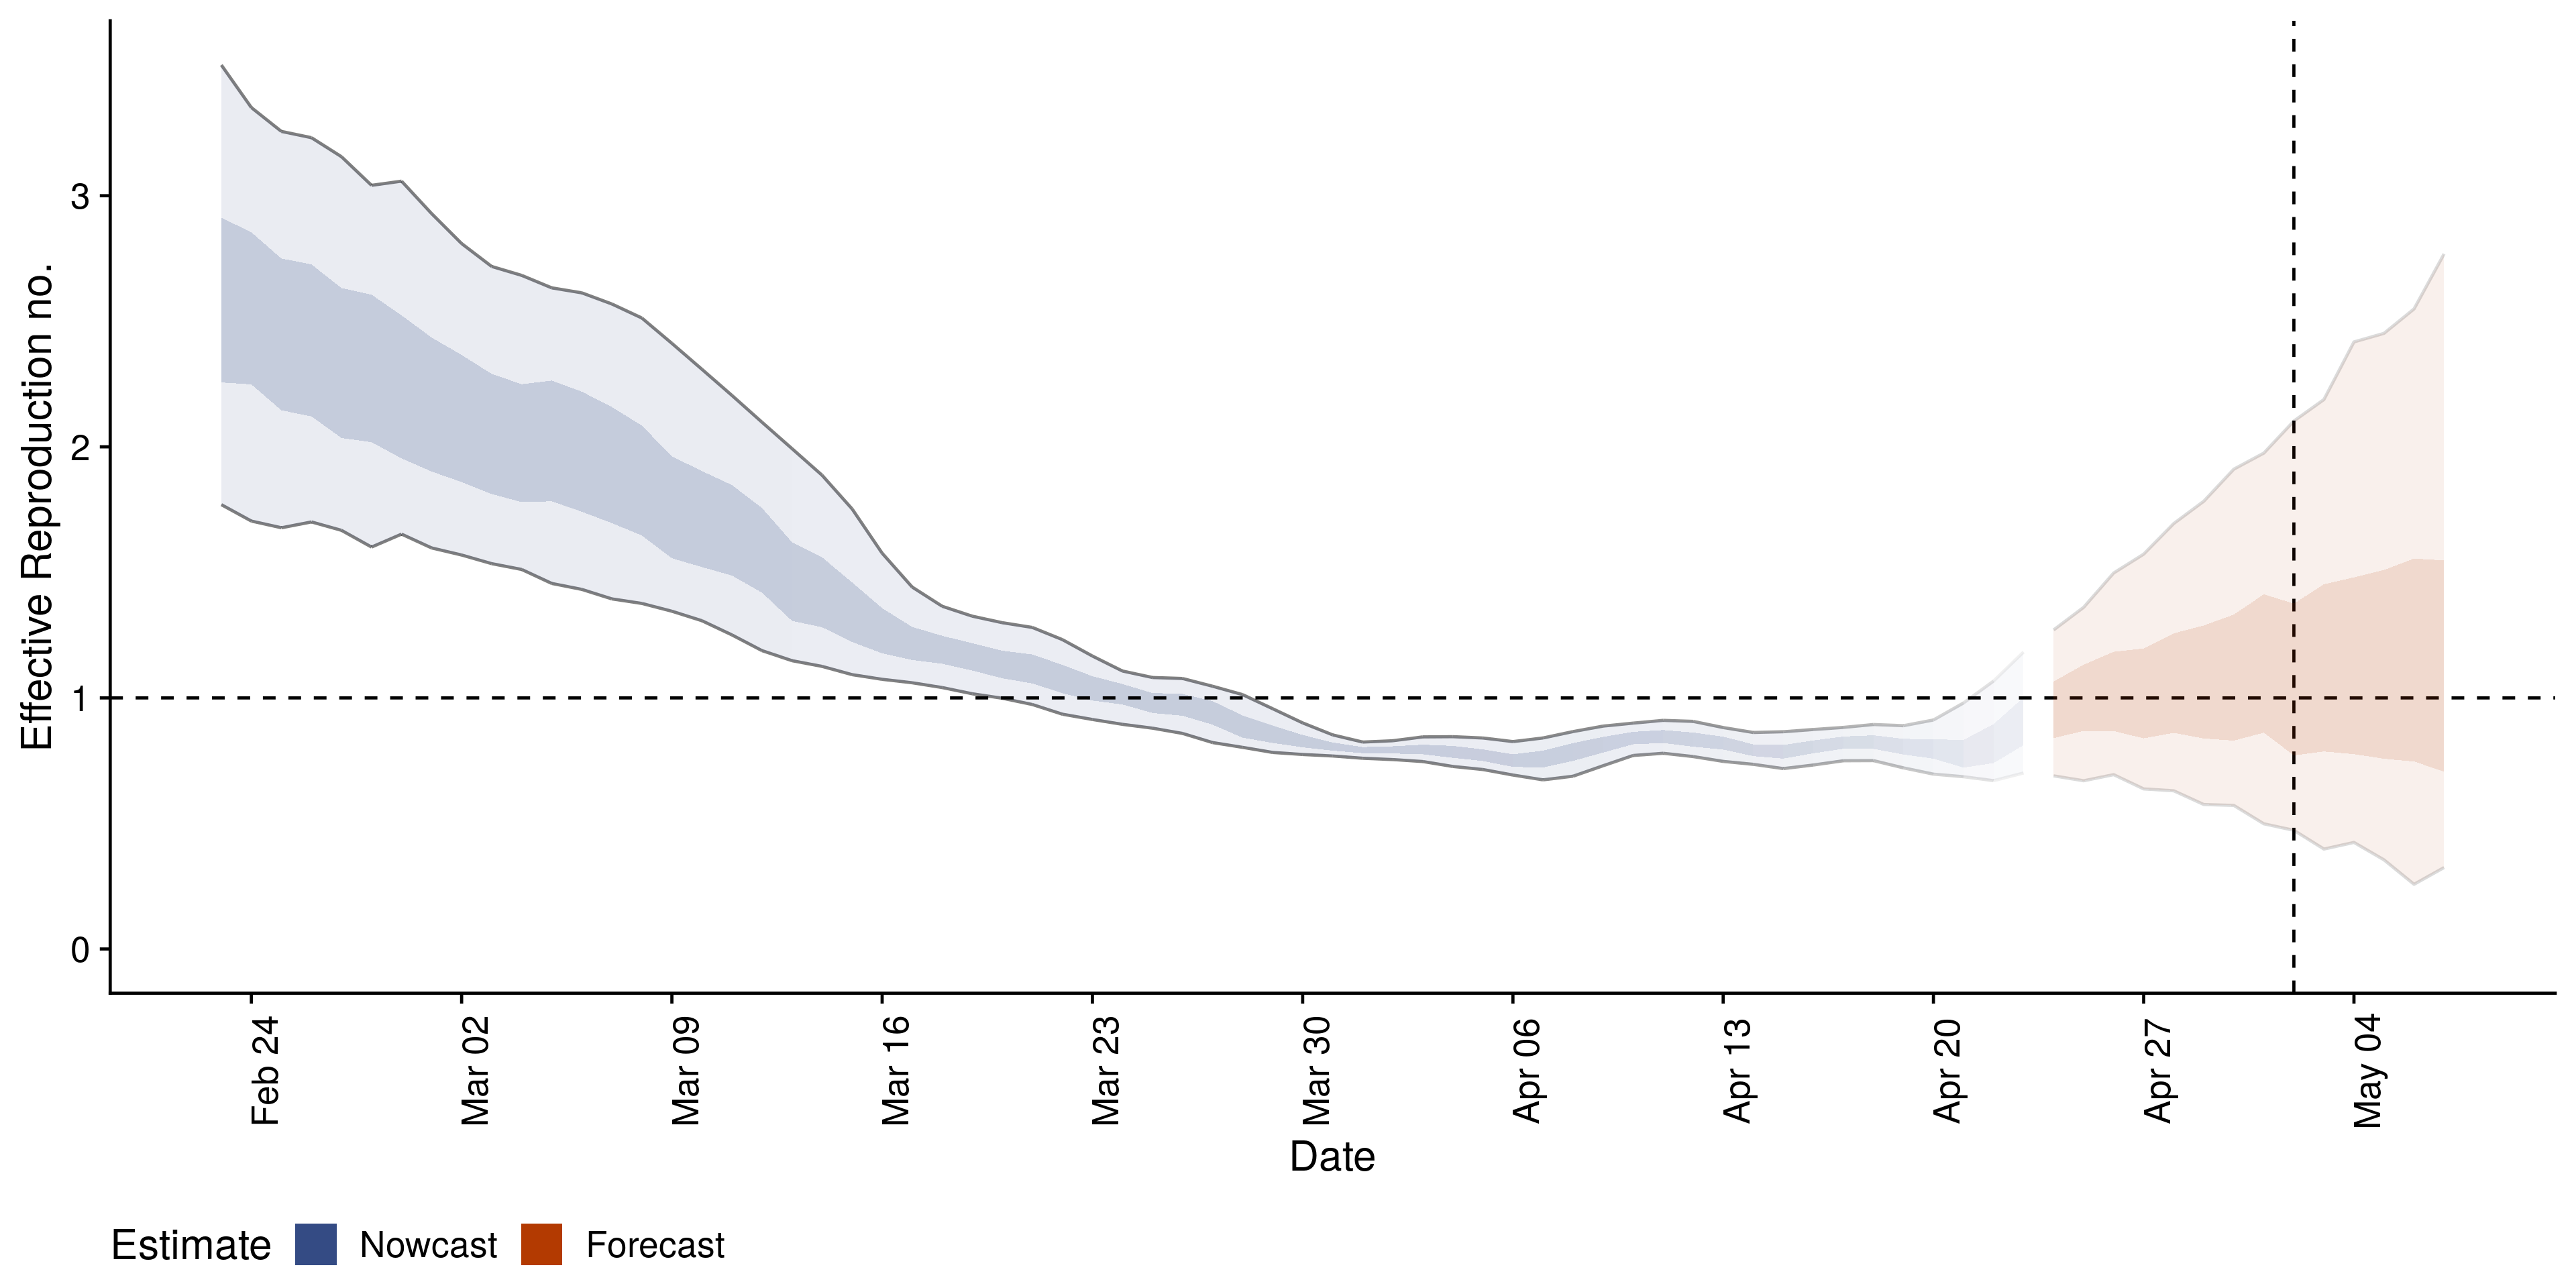 Effective Reproduction no.
3
2
1
0
Feb 24
Mar 02
Mar 09
Mar 16
Mar 23
Mar 30
Apr 06
Apr 13
Apr 20
Apr 27
May 04
Date
Estimate Nowcast Forecast